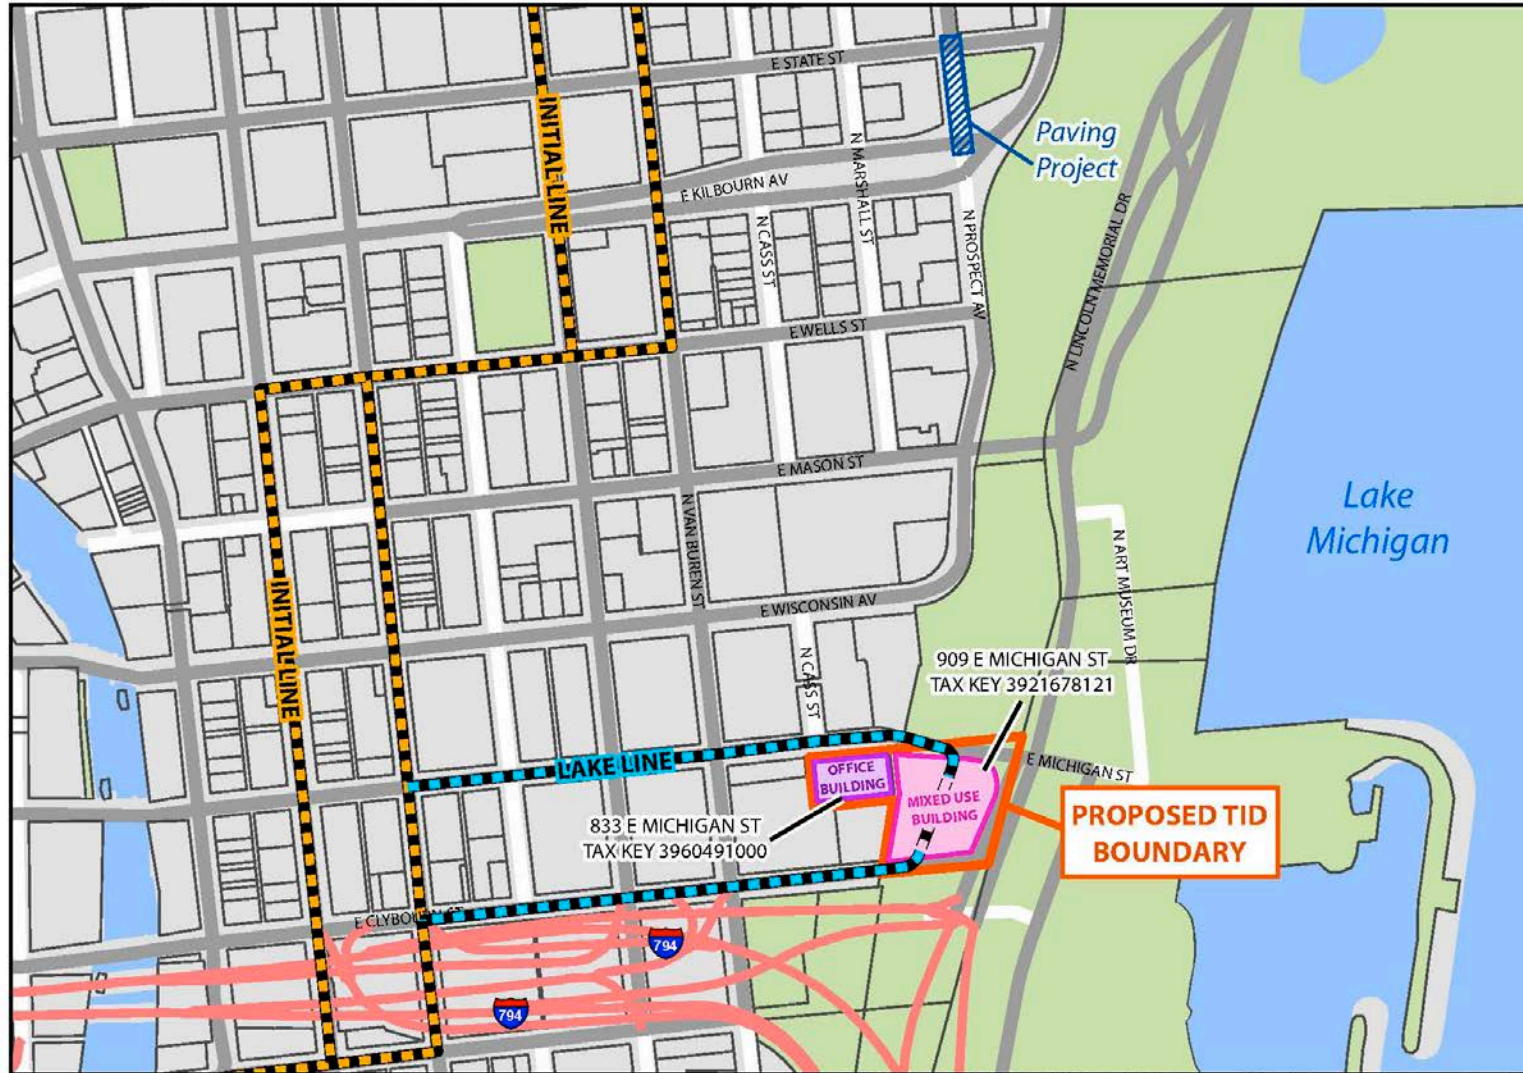 E STATE ST
INITIAL LINE
Paving
Project
N MARSHALL ST
E KILBOURN AV
N CASS ST
N PROSPECT AV
N LINCOLN MEMORIAL DR
E WELLS ST
E MASON ST
Lake
Michigan
N VAN BUREN ST
N ART MUSEUM DR
E WISCONSIN AV
INITIAL LINE
N CASS ST
909 E MICHIGAN ST
TAX KEY 3921678121
LAKE LINE
E MICHIGAN ST
OFFICE
BUILDING
MIXED USE
BUILDING
833 E MICHIGAN ST
TAX KEY 3960491000
PROPOSED TID
BOUNDARY
E CLYBOURN ST
794
794